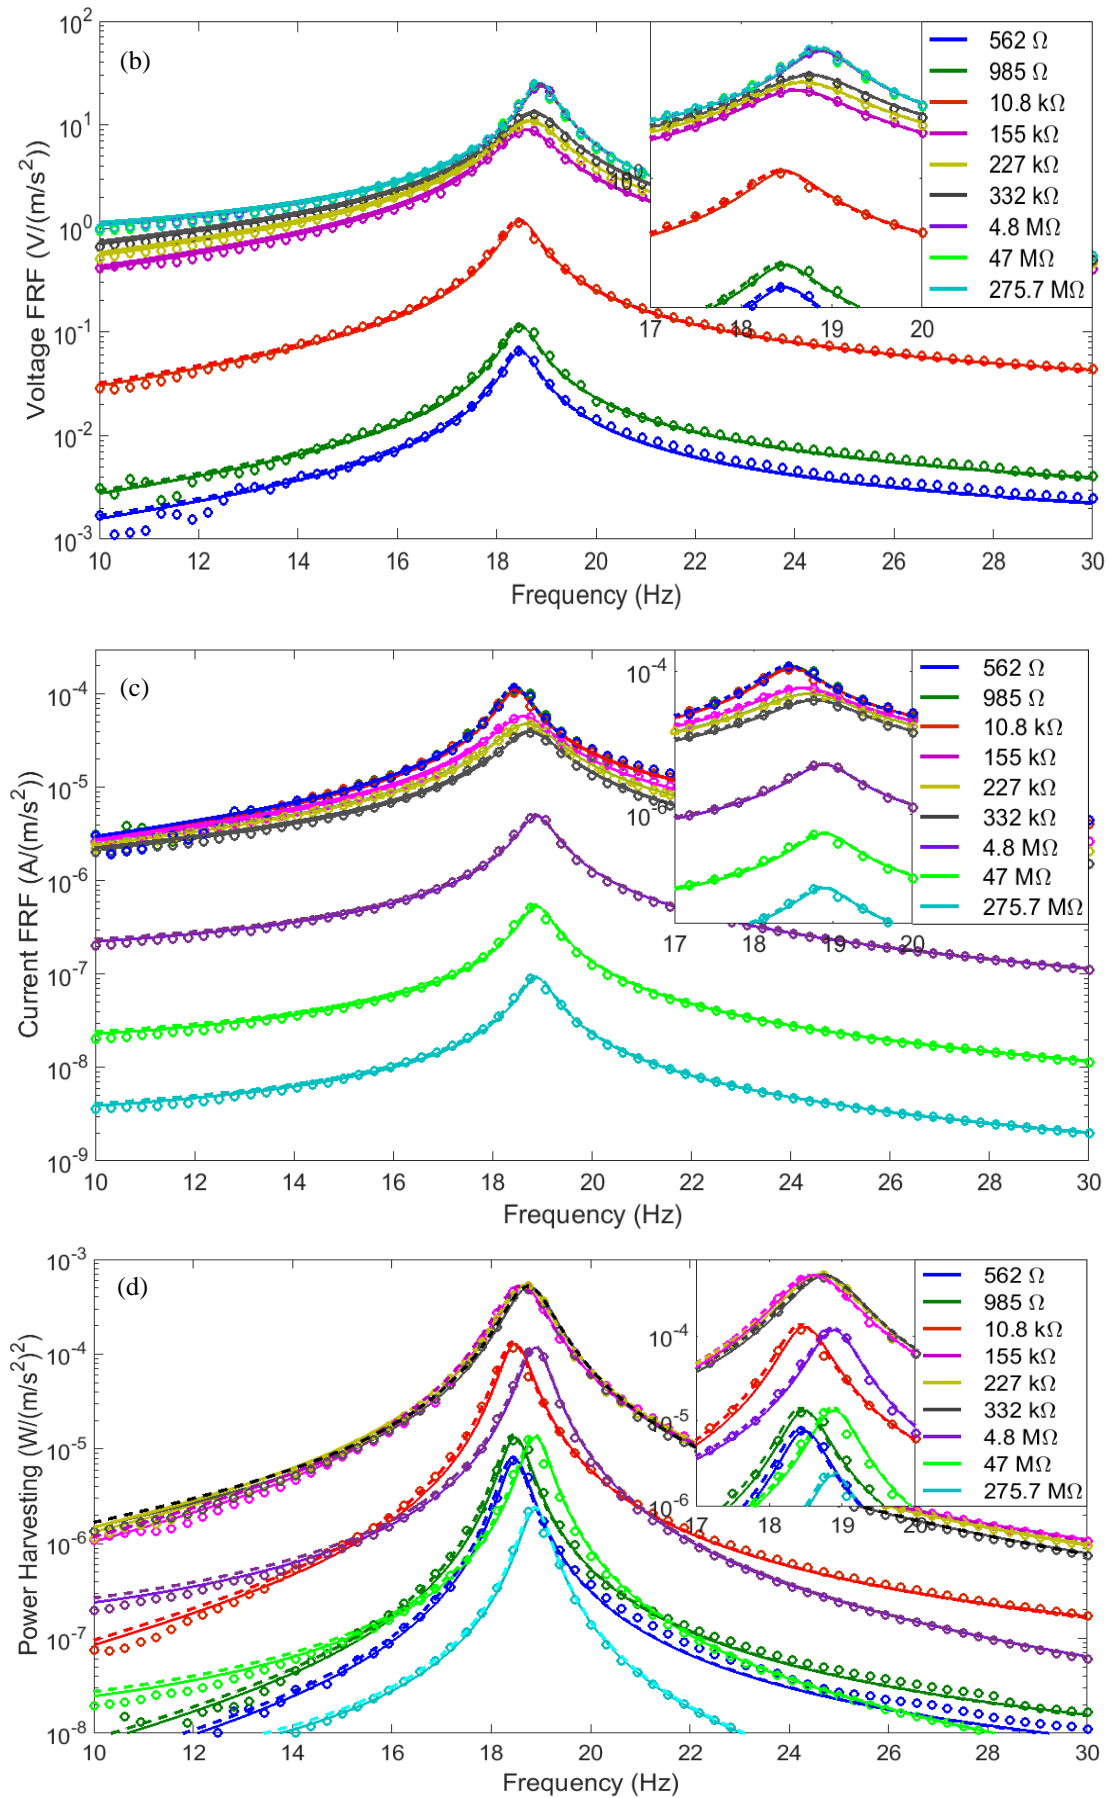 (b)
Voltage FRF (V/(m/s²))
10² 10¹ 10⁰ 10⁻¹ 10⁻² 10⁻³
562 Ω
985 Ω
10.8 kΩ
155 kΩ
227 kΩ
332 kΩ
4.8 MΩ
47 MΩ
275.7 MΩ
10⁰
17 18 19 20
10 12 14 16 18 20 22 24 26 28 30
Frequency (Hz)
(c)
Current FRF (A/(m/s²))
10⁻⁴ 10⁻⁵ 10⁻⁶ 10⁻⁷ 10⁻⁸ 10⁻⁹
562 Ω
985 Ω
10.8 kΩ
155 kΩ
227 kΩ
332 kΩ
4.8 MΩ
47 MΩ
275.7 MΩ
10⁻⁴
10⁻⁶
17 18 19 20
10 12 14 16 18 20 22 24 26 28 30
Frequency (Hz)
(d)
Power Harvesting (W/(m/s²)²)
10⁻³ 10⁻⁴ 10⁻⁵ 10⁻⁶ 10⁻⁷ 10⁻⁸
562 Ω
985 Ω
10.8 kΩ
155 kΩ
227 kΩ
332 kΩ
4.8 MΩ
47 MΩ
275.7 MΩ
10⁻⁴
10⁻⁵
10⁻⁶
17 18 19 20
10 12 14 16 18 20 22 24 26 28 30
Frequency (Hz)